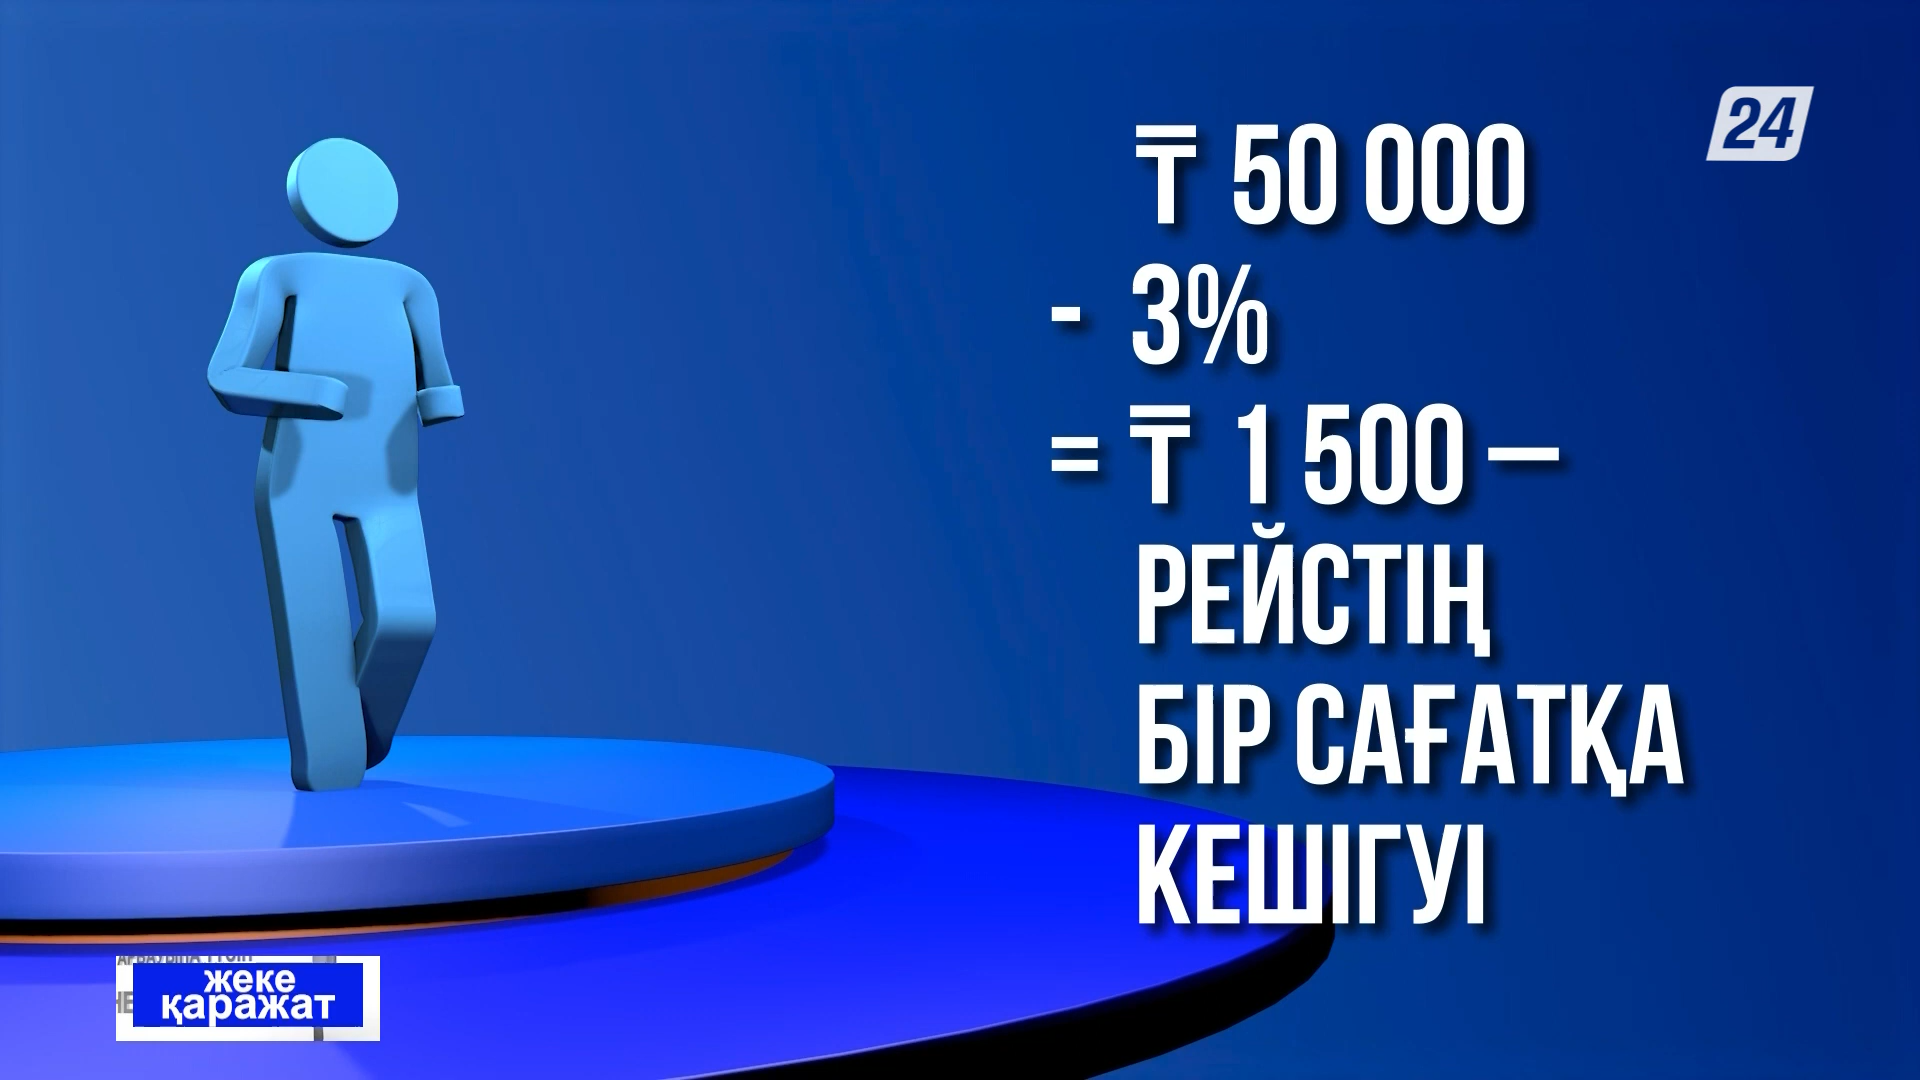 24
₸ 50 000
- 3%
= ₸ 1 500 –
РЕЙСТІҢ
БІР САҒАТҚА
КЕШІГУІ
жеке
қаражат